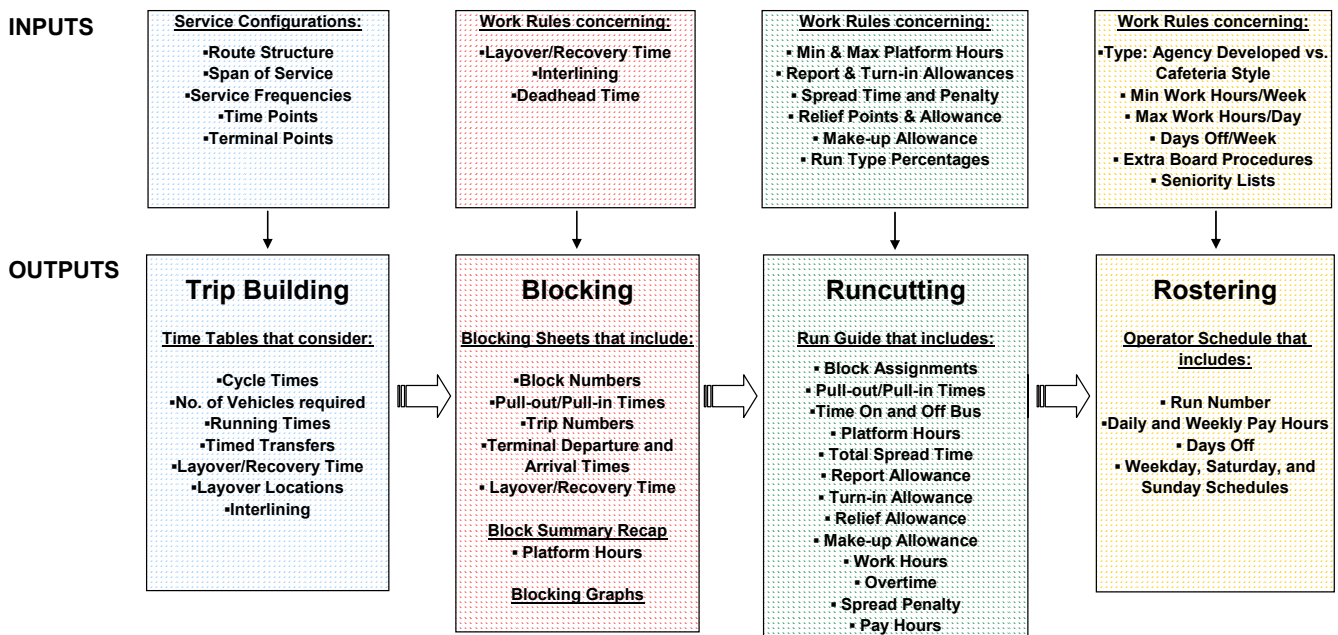 INPUTS
Service Configurations:
▪Route Structure
▪Span of Service
▪Service Frequencies
▪Time Points
▪Terminal Points
Work Rules concerning:
▪Layover/Recovery Time
▪Interlining
▪Deadhead Time
Work Rules concerning:
▪ Min & Max Platform Hours
▪ Report & Turn-in Allowances
▪ Spread Time and Penalty
▪ Relief Points & Allowance
▪ Make-up Allowance
▪ Run Type Percentages
Work Rules concerning:
▪Type: Agency Developed vs.
Cafeteria Style
▪ Min Work Hours/Week
▪ Max Work Hours/Day
▪ Days Off/Week
▪ Extra Board Procedures
▪ Seniority Lists
OUTPUTS
Trip Building
Time Tables that consider:
▪Cycle Times
▪No. of Vehicles required
▪Running Times
▪Timed Transfers
▪Layover/Recovery Time
▪Layover Locations
▪Interlining
Blocking
Blocking Sheets that include:
▪Block Numbers
▪Pull-out/Pull-in Times
▪Trip Numbers
▪Terminal Departure and
Arrival Times
▪ Layover/Recovery Time
Block Summary Recap
▪ Platform Hours
Blocking Graphs
Runcutting
Run Guide that includes:
▪ Block Assignments
▪ Pull-out/Pull-in Times
▪Time On and Off Bus
▪ Platform Hours
▪ Total Spread Time
▪ Report Allowance
▪ Turn-in Allowance
▪ Relief Allowance
▪ Make-up Allowance
▪ Work Hours
▪ Overtime
▪ Spread Penalty
▪ Pay Hours
Rostering
Operator Schedule that
includes:
▪ Run Number
▪Daily and Weekly Pay Hours
▪ Days Off
▪ Weekday, Saturday, and
Sunday Schedules